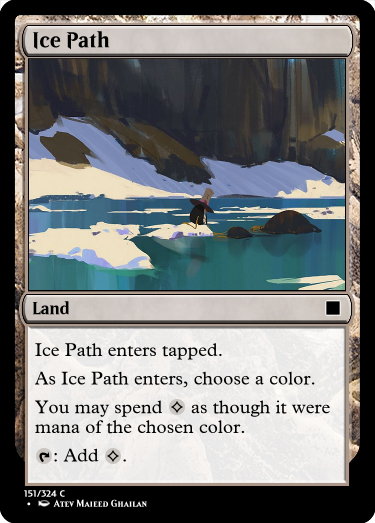 Ice Path
Land
Ice Path enters tapped.
As Ice Path enters, choose a color.
You may spend ◇ as though it were
mana of the chosen color.
: Add ◇.
151/324 C
• Atey Majeed Ghailan